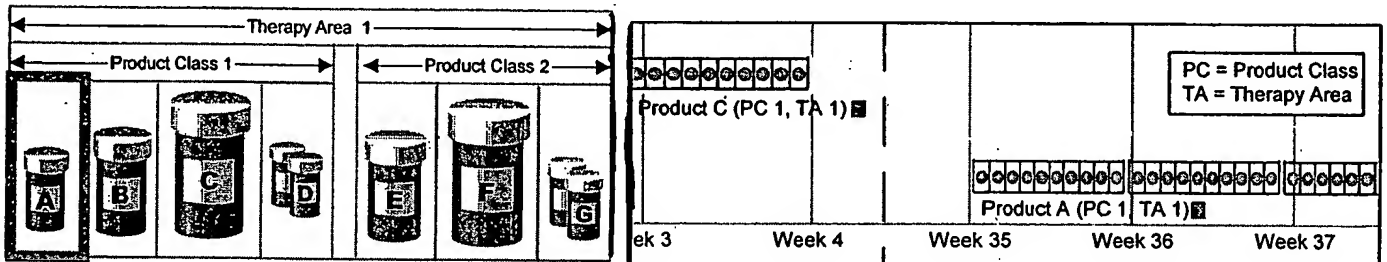 Therapy Area 1
Product Class 1
Product Class 2
A
B
C
D
E
F
G
PC = Product Class
TA = Therapy Area
Product C (PC 1, TA 1)
Product A (PC 1, TA 1)
ek 3
Week 4
Week 35
Week 36
Week 37